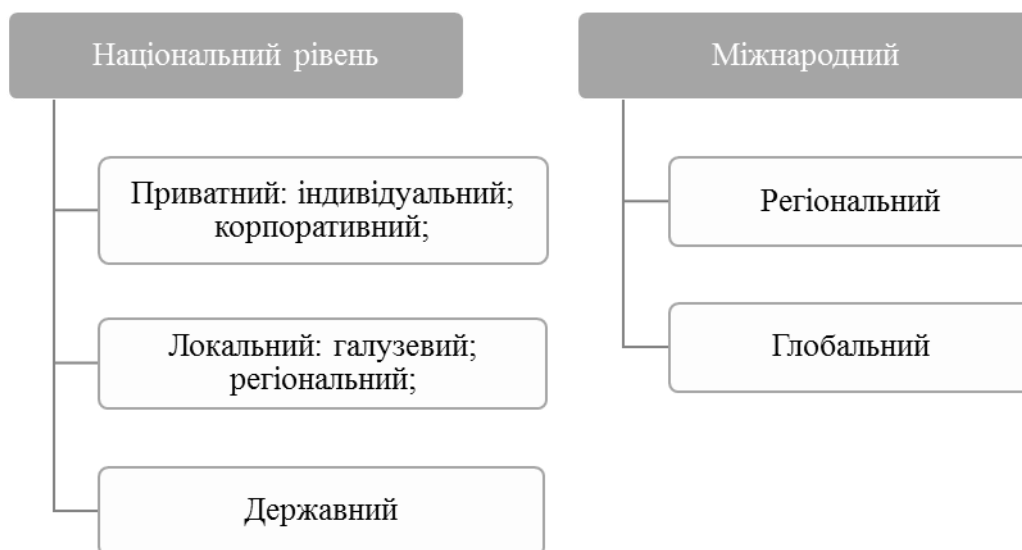 Національний рівень
Приватний: індивідуальний;
корпоративний;
Локальний: галузевий;
регіональний;
Державний
Міжнародний
Регіональний
Глобальний